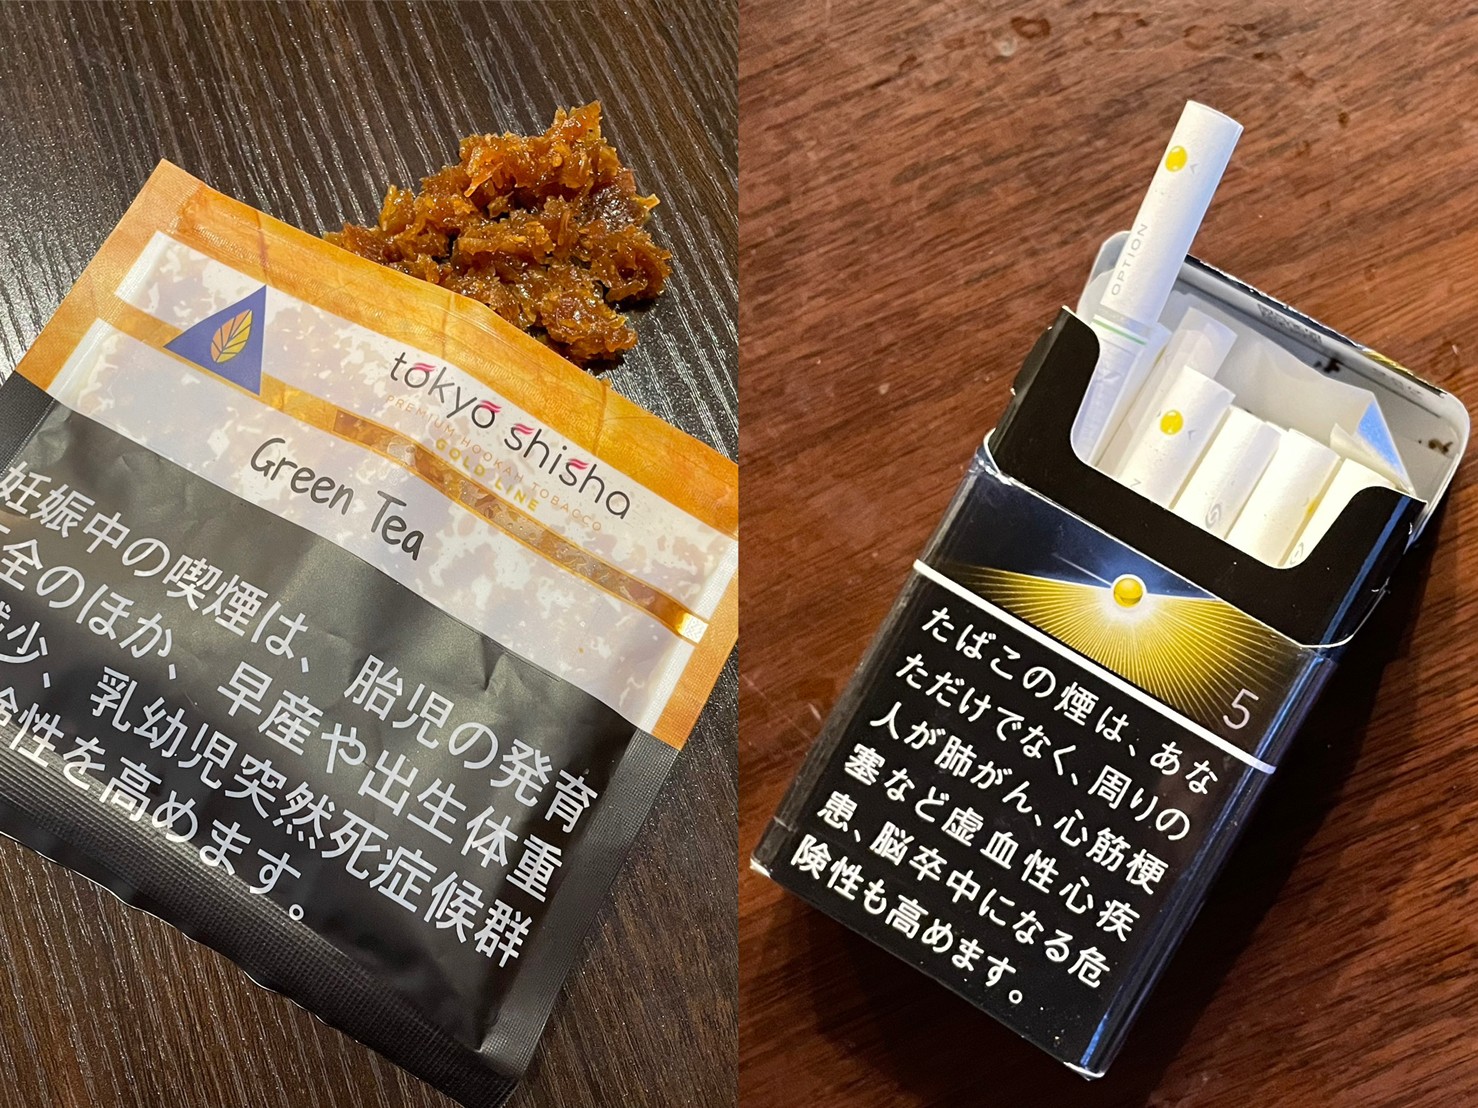 tokyo shisha
PREMIUM HOOKAH TOBACCO
GOLD LINE
Green Tea
妊娠中の喫煙は、胎児の発育
全のほか、早産や出生体重
少、乳幼児突然死症候群
険性を高めます。
OPTION
5
たばこの煙は、あな
ただけでなく、周りの
人が肺がん、心筋梗
塞など虚血性心疾
患、脳卒中になる危
険性も高めます。